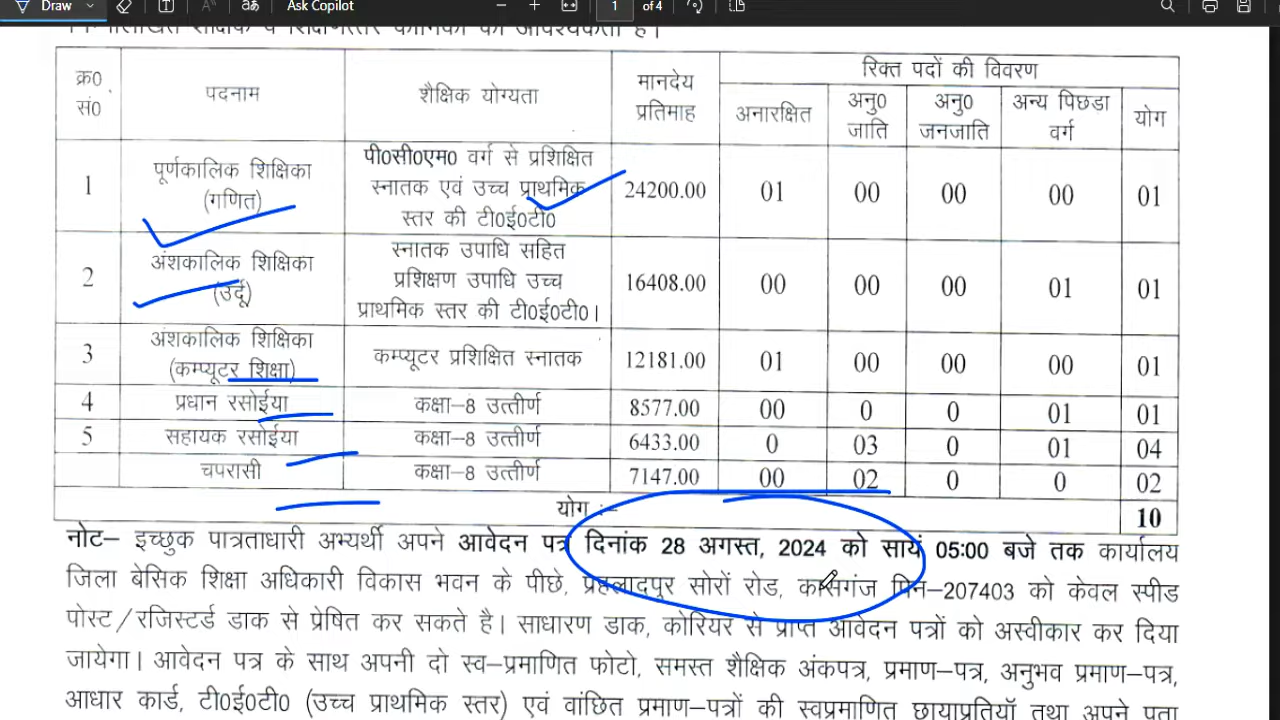 Draw
Ask Copilot
1 of 4
निम्नलिखित शैक्षिक व शिक्षणेत्तर कार्मिकों की आवश्यकता है।
क्र0 सं0 पदनाम शैक्षिक योग्यता मानदेय प्रतिमाह रिक्त पदों की विवरण
अनारक्षित अनु0 जाति अनु0 जनजाति अन्य पिछड़ा वर्ग योग
1 पूर्णकालिक शिक्षिका (गणित) पी0सी0एम0 वर्ग से प्रशिक्षित स्नातक एवं उच्च प्राथमिक स्तर की टी0ई0टी0 24200.00 01 00 00 00 01
2 अंशकालिक शिक्षिका (उर्दू) स्नातक उपाधि सहित प्रशिक्षण उपाधि उच्च प्राथमिक स्तर की टी0ई0टी0। 16408.00 00 00 00 01 01
3 अंशकालिक शिक्षिका (कम्प्यूटर शिक्षा) कम्प्यूटर प्रशिक्षित स्नातक 12181.00 01 00 00 00 01
4 प्रधान रसोईया कक्षा-8 उत्तीर्ण 8577.00 00 0 0 01 01
5 सहायक रसोईया कक्षा-8 उत्तीर्ण 6433.00 0 03 0 01 04
चपरासी कक्षा-8 उत्तीर्ण 7147.00 00 02 0 0 02
योग :- 10
नोट- इच्छुक पात्रताधारी अभ्यर्थी अपने आवेदन पत्र दिनांक 28 अगस्त, 2024 को सायं 05:00 बजे तक कार्यालय
जिला बेसिक शिक्षा अधिकारी विकास भवन के पीछे, प्रहलादपुर सोरों रोड, कासगंज पिन-207403 को केवल स्पीड
पोस्ट/रजिस्टर्ड डाक से प्रेषित कर सकते है। साधारण डाक, कोरियर से प्राप्त आवेदन पत्रों को अस्वीकार कर दिया
जायेगा। आवेदन पत्र के साथ अपनी दो स्व-प्रमाणित फोटो, समस्त शैक्षिक अंकपत्र, प्रमाण-पत्र, अनुभव प्रमाण-पत्र,
आधार कार्ड, टी0ई0टी0 (उच्च प्राथमिक स्तर) एवं वांछित प्रमाण-पत्रों की स्वप्रमाणित छायाप्रतियॉ तथा अपने पता